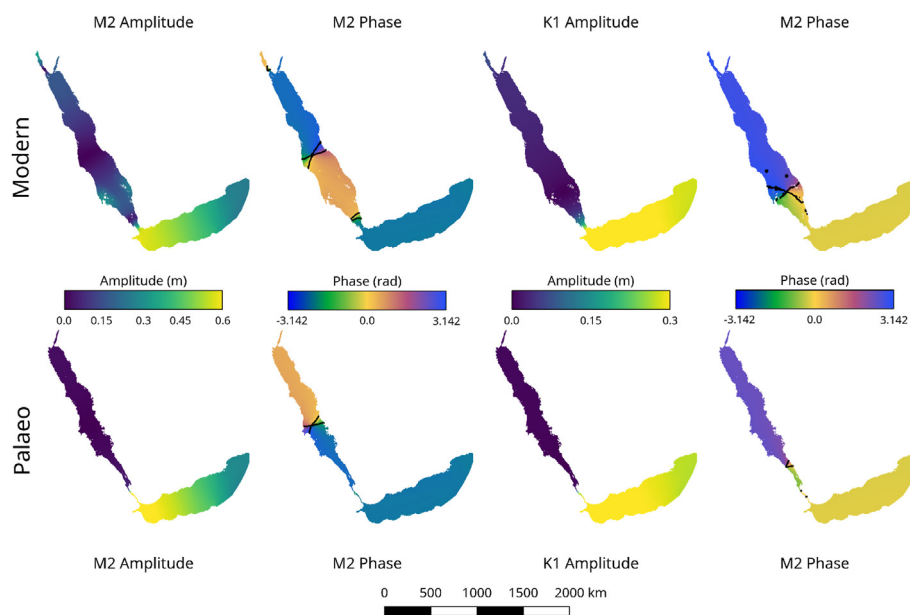 M2 Amplitude M2 Phase K1 Amplitude M2 Phase
Modern
Amplitude (m) Phase (rad) Amplitude (m) Phase (rad)
0.0 0.15 0.3 0.45 0.6 -3.142 0.0 3.142 0.0 0.15 0.3 -3.142 0.0 3.142
Palaeo
M2 Amplitude M2 Phase K1 Amplitude M2 Phase
0 500 1000 1500 2000 km